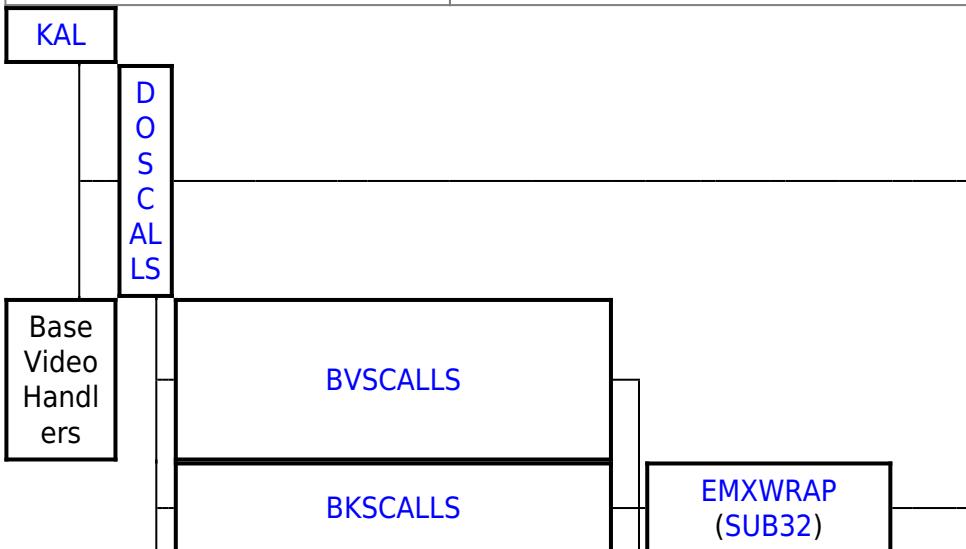 KAL
D
O
S
C
AL
LS
Base
Video
Handl
ers
BVSCALLS
BKSCALLS
EMXWRAP
(SUB32)